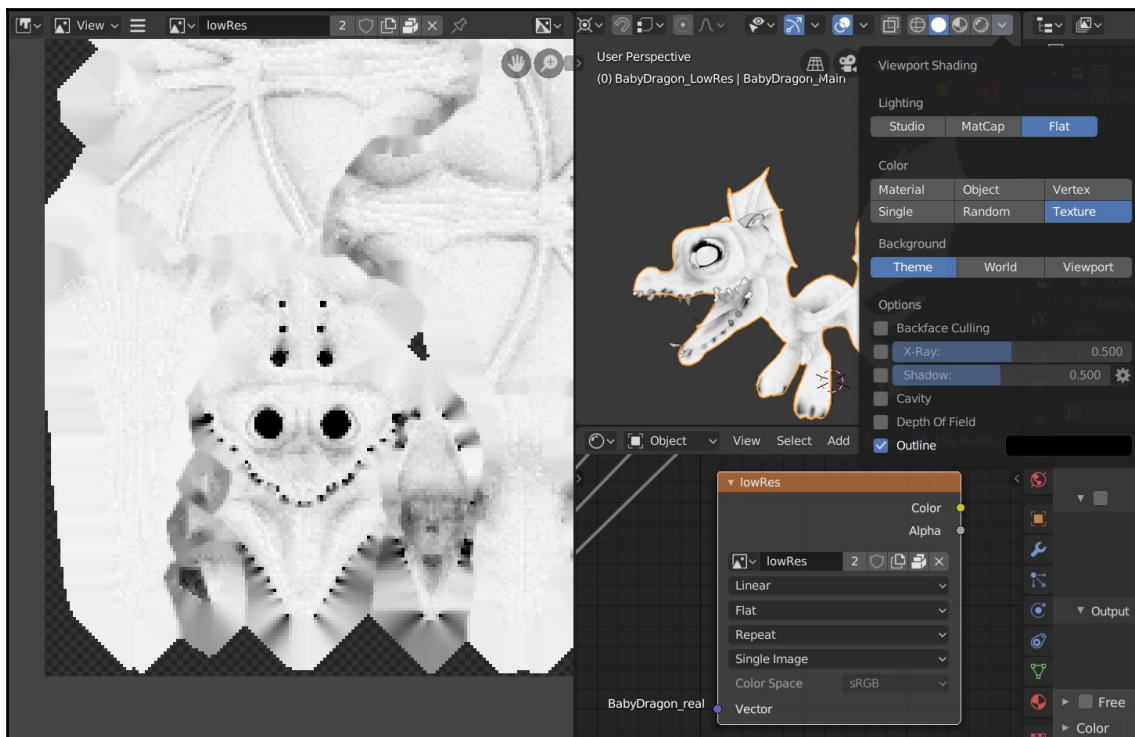 View
lowRes
2
User Perspective
(0) BabyDragon_LowRes | BabyDragon_Main
Viewport Shading
Lighting
Studio
MatCap
Flat
Color
Material
Object
Vertex
Single
Random
Texture
Background
Theme
World
Viewport
Options
Backface Culling
X-Ray:
0.500
Shadow:
0.500
Cavity
Depth Of Field
Outline
Object
View
Select
Add
lowRes
Color
Alpha
lowRes
2
Linear
Flat
Repeat
Single Image
Color Space
sRGB
BabyDragon_real
Vector
Output
Free
Color